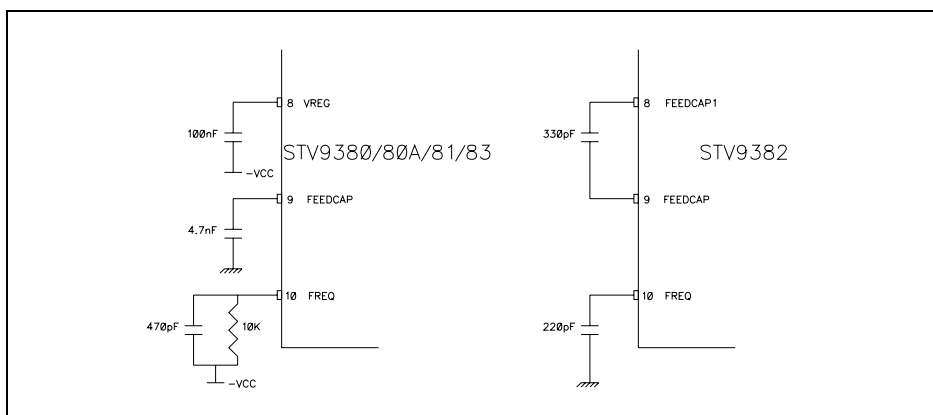 8 VREG
100nF
STV9380/80A/81/83
-VCC
9 FEEDCAP
4.7nF
10 FREQ
470pF
10K
-VCC
8 FEEDCAP1
330pF
STV9382
9 FEEDCAP
10 FREQ
220pF